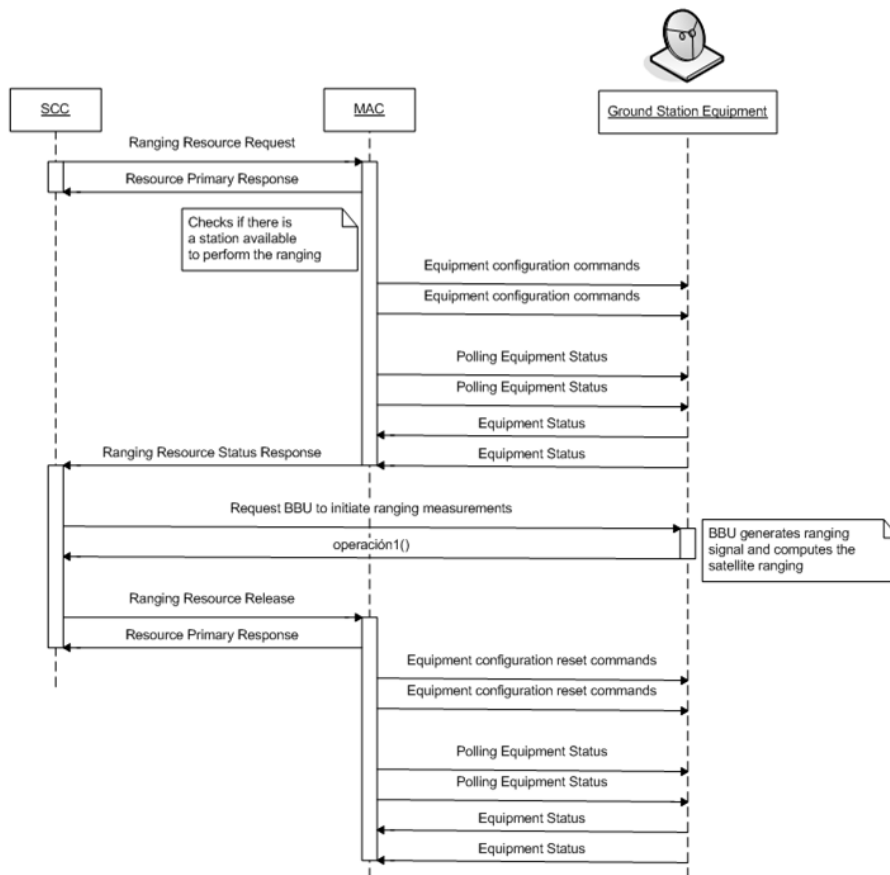 SCC
MAC
Ground Station Equipment
Ranging Resource Request
Resource Primary Response
Checks if there is
a station available
to perform the ranging
Equipment configuration commands
Equipment configuration commands
Polling Equipment Status
Polling Equipment Status
Equipment Status
Ranging Resource Status Response
Equipment Status
Request BBU to initiate ranging measurements
BBU generates ranging
signal and computes the
satellite ranging
operación1()
Ranging Resource Release
Resource Primary Response
Equipment configuration reset commands
Equipment configuration reset commands
Polling Equipment Status
Polling Equipment Status
Equipment Status
Equipment Status